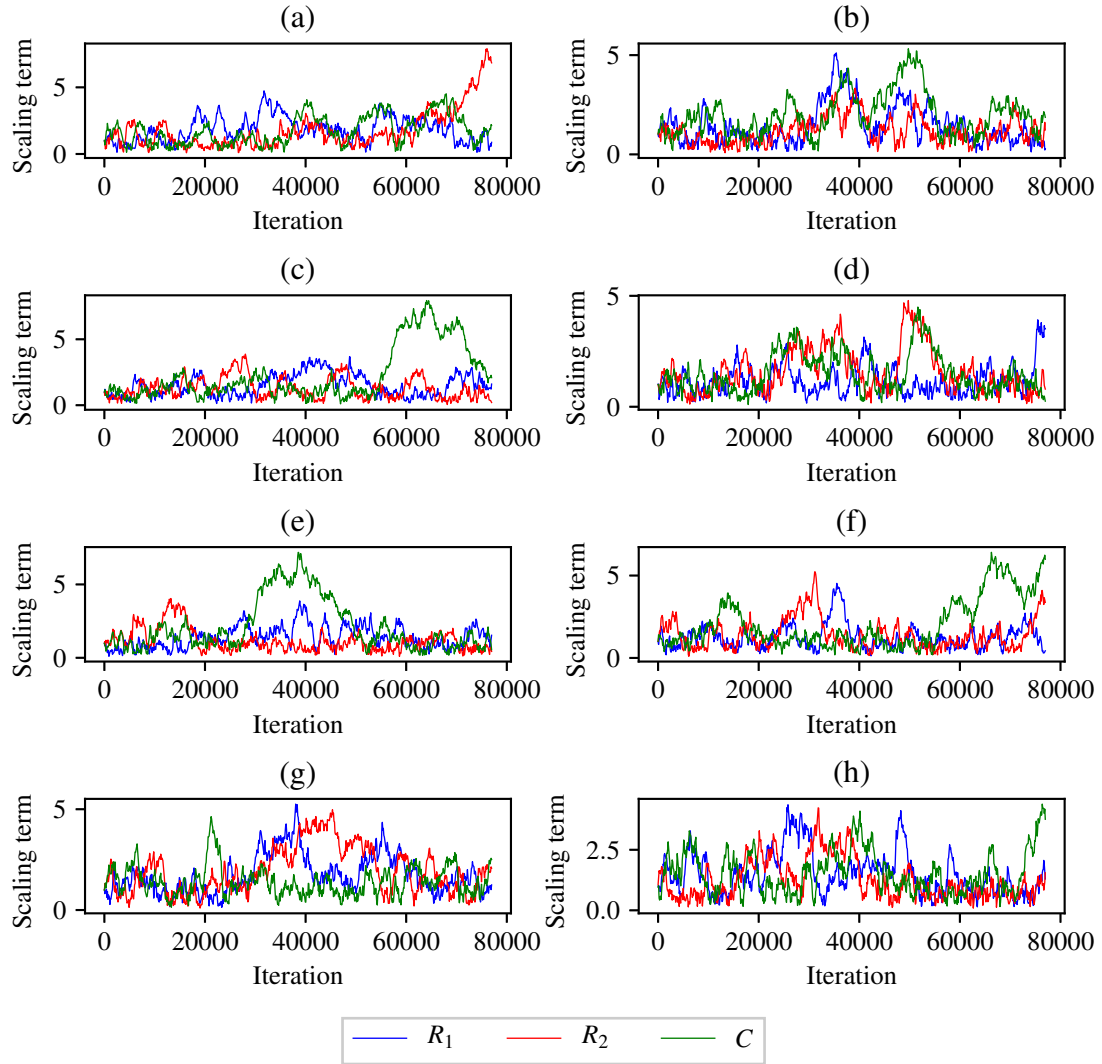 (a) (b)
Scaling term
5
0
0 20000 40000 60000 80000
Iteration
Scaling term
5
0
0 20000 40000 60000 80000
Iteration
(c) (d)
Scaling term
5
0
0 20000 40000 60000 80000
Iteration
Scaling term
5
0
0 20000 40000 60000 80000
Iteration
(e) (f)
Scaling term
5
0
0 20000 40000 60000 80000
Iteration
Scaling term
5
0
0 20000 40000 60000 80000
Iteration
(g) (h)
Scaling term
5
0
0 20000 40000 60000 80000
Iteration
Scaling term
2.5
0.0
0 20000 40000 60000 80000
Iteration
R₁ R₂ C